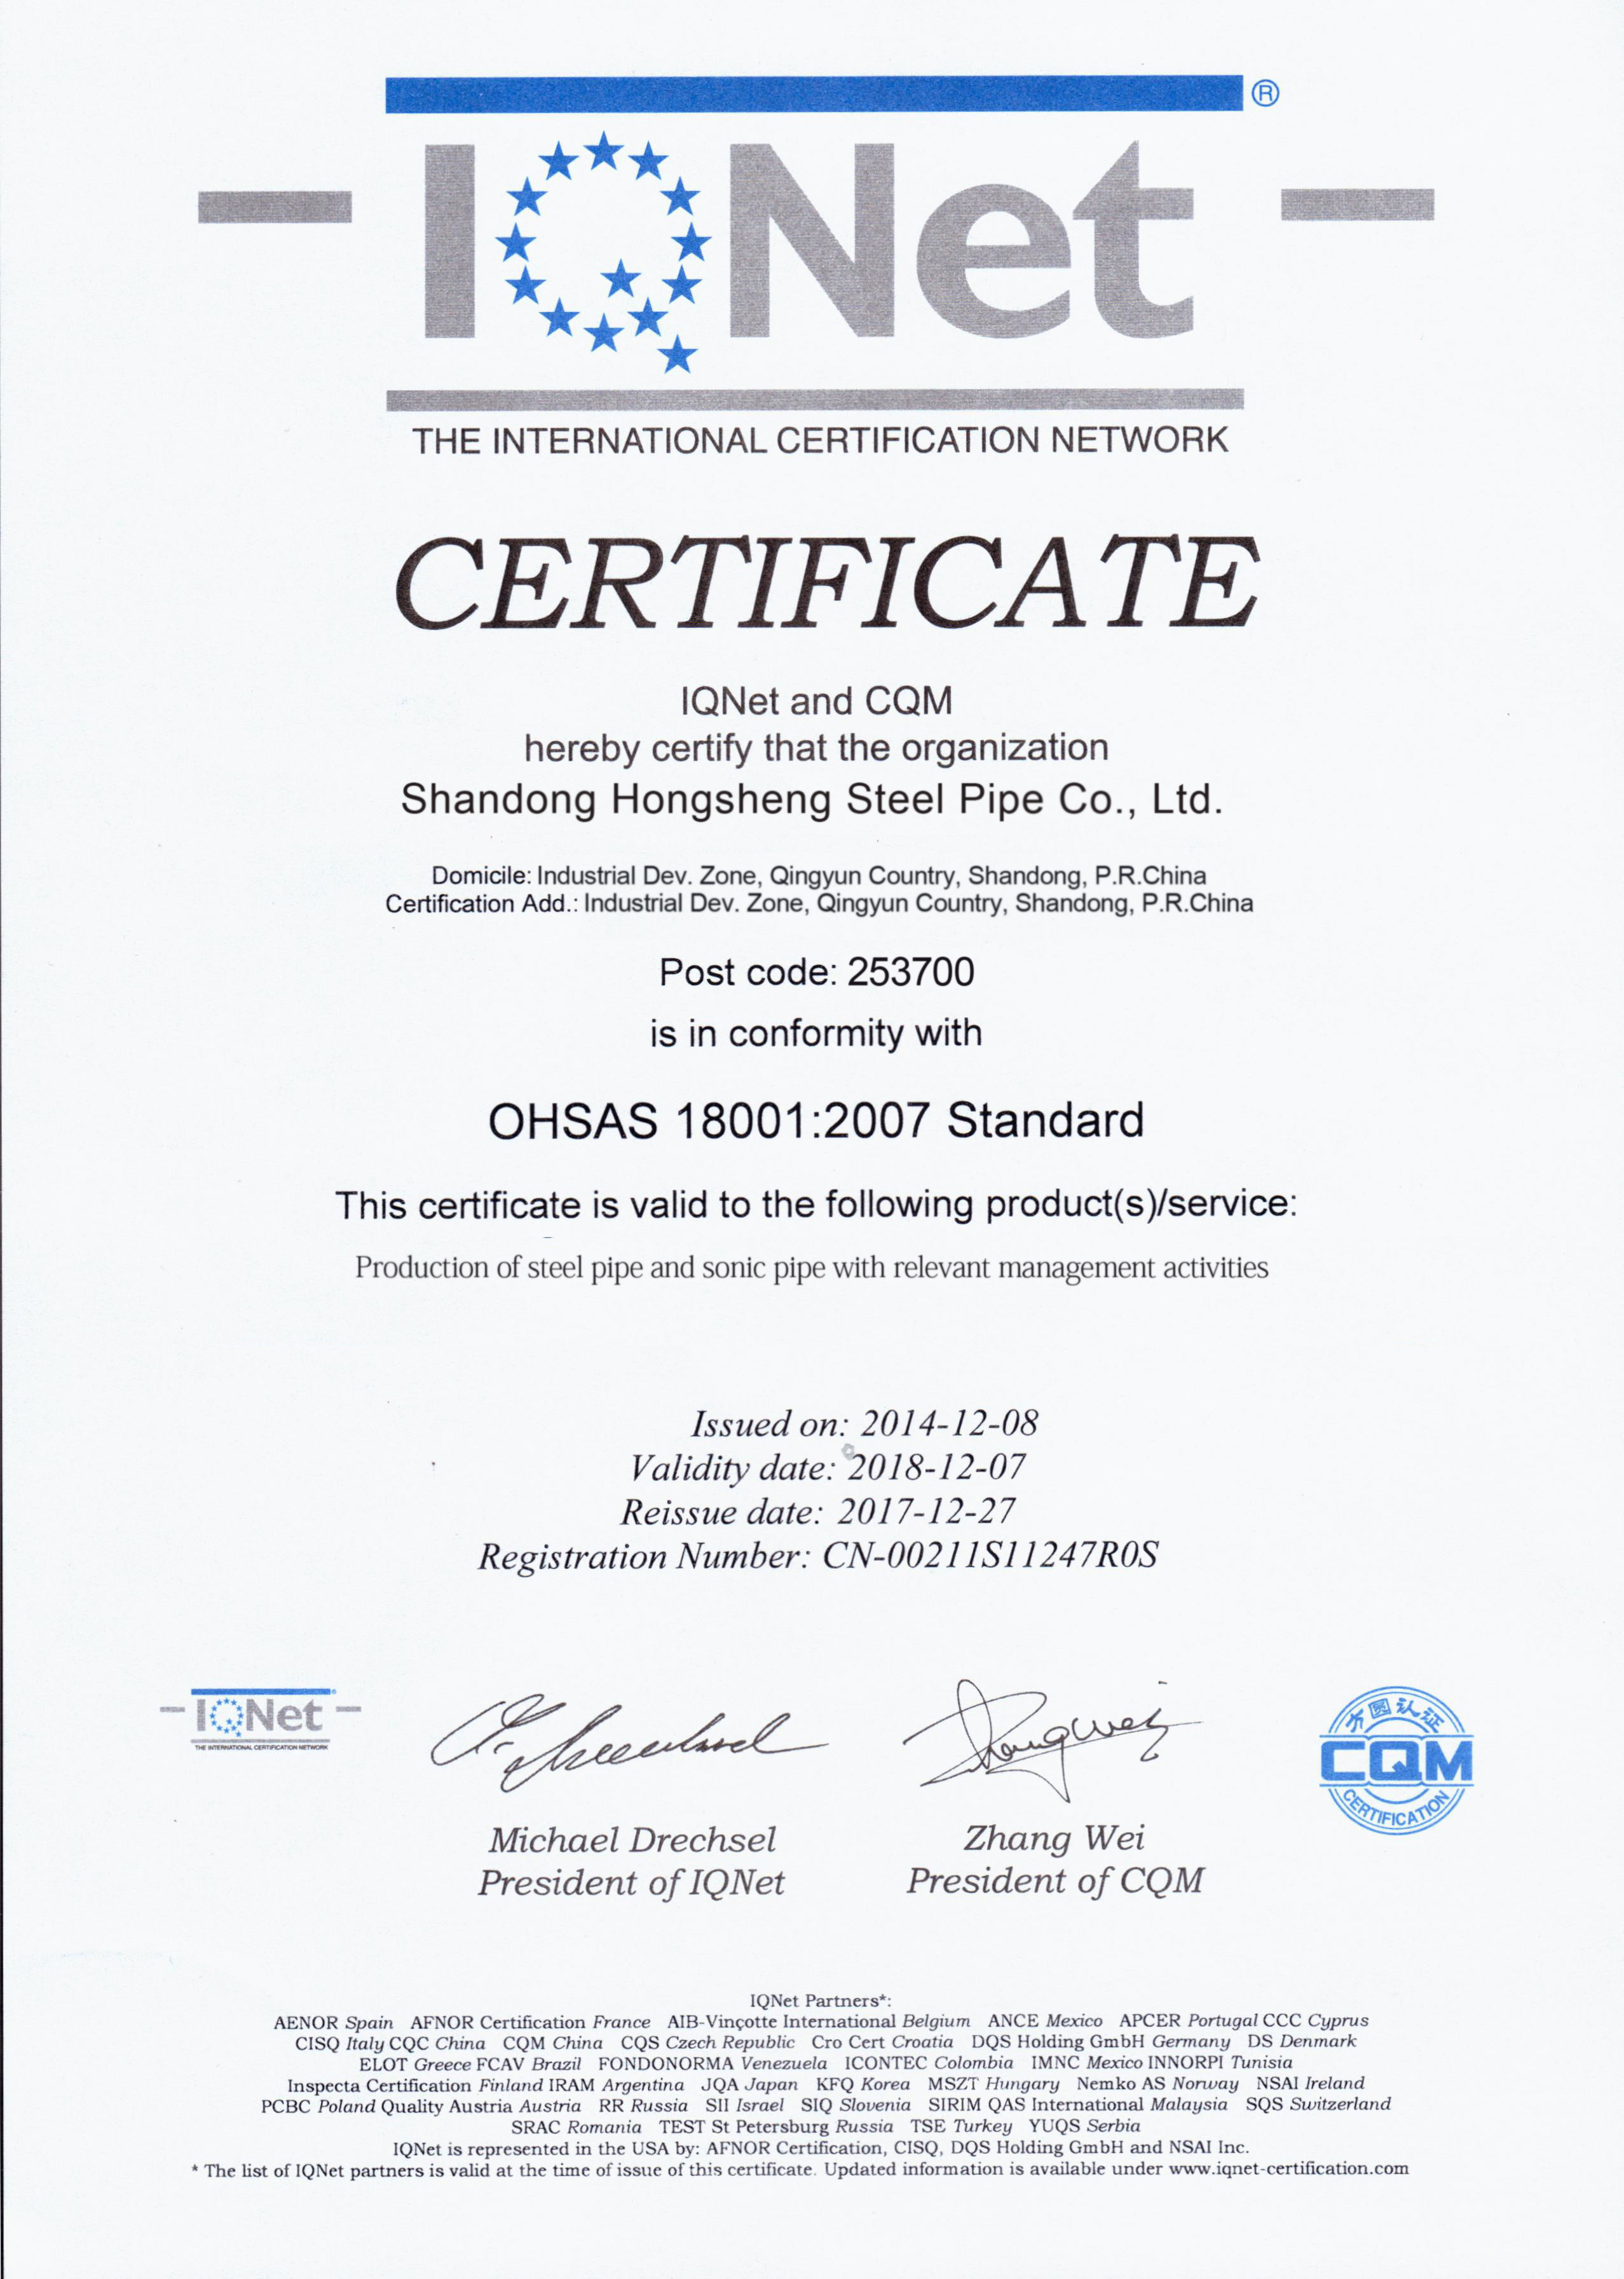 IQNet ®
THE INTERNATIONAL CERTIFICATION NETWORK
CERTIFICATE
IQNet and CQM
hereby certify that the organization
Shandong Hongsheng Steel Pipe Co., Ltd.
Domicile: Industrial Dev. Zone, Qingyun Country, Shandong, P.R.China
Certification Add.: Industrial Dev. Zone, Qingyun Country, Shandong, P.R.China
Post code: 253700
is in conformity with
OHSAS 18001:2007 Standard
This certificate is valid to the following product(s)/service:
Production of steel pipe and sonic pipe with relevant management activities
Issued on: 2014-12-08
Validity date: 2018-12-07
Reissue date: 2017-12-27
Registration Number: CN-00211S11247R0S
IQNet ®
THE INTERNATIONAL CERTIFICATION NETWORK
Zhang Wei
方圆认证
CQM
CERTIFICATION
Michael Drechsel
President of IQNet
Zhang Wei
President of CQM
IQNet Partners*:
AENOR Spain AFNOR Certification France AIB-Vinçotte International Belgium ANCE Mexico APCER Portugal CCC Cyprus
CISQ Italy CQC China CQM China CQS Czech Republic Cro Cert Croatia DQS Holding GmbH Germany DS Denmark
ELOT Greece FCAV Brazil FONDONORMA Venezuela ICONTEC Colombia IMNC Mexico INNORPI Tunisia
Inspecta Certification Finland IRAM Argentina JQA Japan KFQ Korea MSZT Hungary Nemko AS Norway NSAI Ireland
PCBC Poland Quality Austria Austria RR Russia SII Israel SIQ Slovenia SIRIM QAS International Malaysia SQS Switzerland
SRAC Romania TEST St Petersburg Russia TSE Turkey YUQS Serbia
IQNet is represented in the USA by: AFNOR Certification, CISQ, DQS Holding GmbH and NSAI Inc.
* The list of IQNet partners is valid at the time of issue of this certificate. Updated information is available under www.iqnet-certification.com